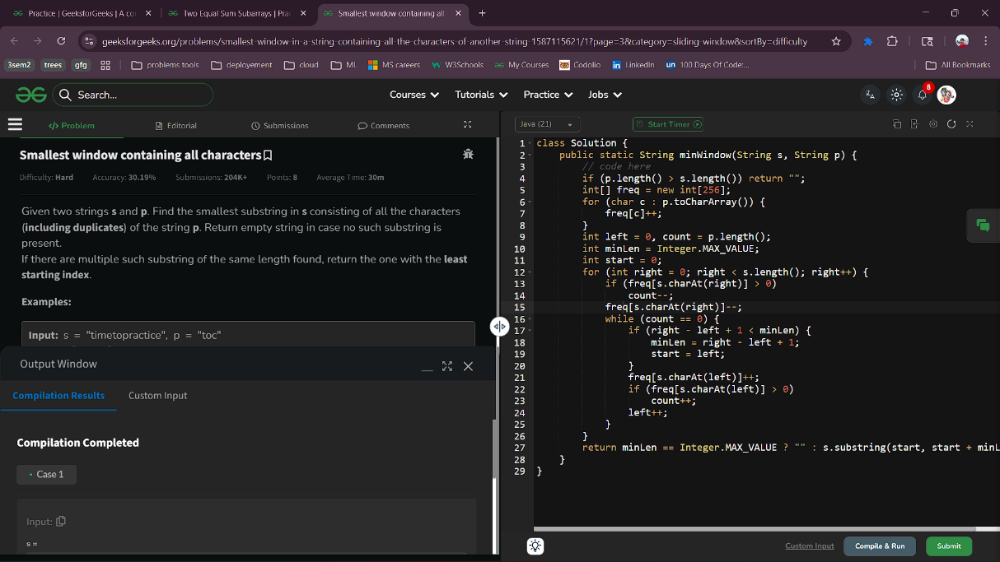 Practice | GeeksforGeeks | A co
Two Equal Sum Subarrays | Prac
Smallest window containing all
geeksforgeeks.org/problems/smallest-window-in-a-string-containing-all-the-characters-of-another-string-1587115621/1?page=3&category=sliding-window&sortBy=difficulty
3sem2 trees gfg problems tools deployement cloud ML MS careers W3Schools My Courses Codolio LinkedIn un 100 Days Of Code:... All Bookmarks
Search...
Courses Tutorials Practice Jobs
8
</> Problem Editorial Submissions Comments
Smallest window containing all characters
Difficulty: Hard Accuracy: 30.19% Submissions: 204K+ Points: 8 Average Time: 30m
Given two strings s and p. Find the smallest substring in s consisting of all the characters
(including duplicates) of the string p. Return empty string in case no such substring is
present.
If there are multiple such substring of the same length found, return the one with the least
starting index.
Examples:
Input: s = "timetopractice", p = "toc"
Output Window
Compilation Results Custom Input
Compilation Completed
Case 1
Input:
s =
Java (21) Start Timer
1 class Solution {
2 public static String minWindow(String s, String p) {
3 // code here
4 if (p.length() > s.length()) return "";
5 int[] freq = new int[256];
6 for (char c : p.toCharArray()) {
7 freq[c]++;
8 }
9 int left = 0, count = p.length();
10 int minLen = Integer.MAX_VALUE;
11 int start = 0;
12 for (int right = 0; right < s.length(); right++) {
13 if (freq[s.charAt(right)] > 0)
14 count--;
15 freq[s.charAt(right)]--;
16 while (count == 0) {
17 if (right - left + 1 < minLen) {
18 minLen = right - left + 1;
19 start = left;
20 }
21 freq[s.charAt(left)]++;
22 if (freq[s.charAt(left)] > 0)
23 count++;
24 left++;
25 }
26 }
27 return minLen == Integer.MAX_VALUE ? "" : s.substring(start, start + minL
28 }
29 }
Custom Input Compile & Run Submit